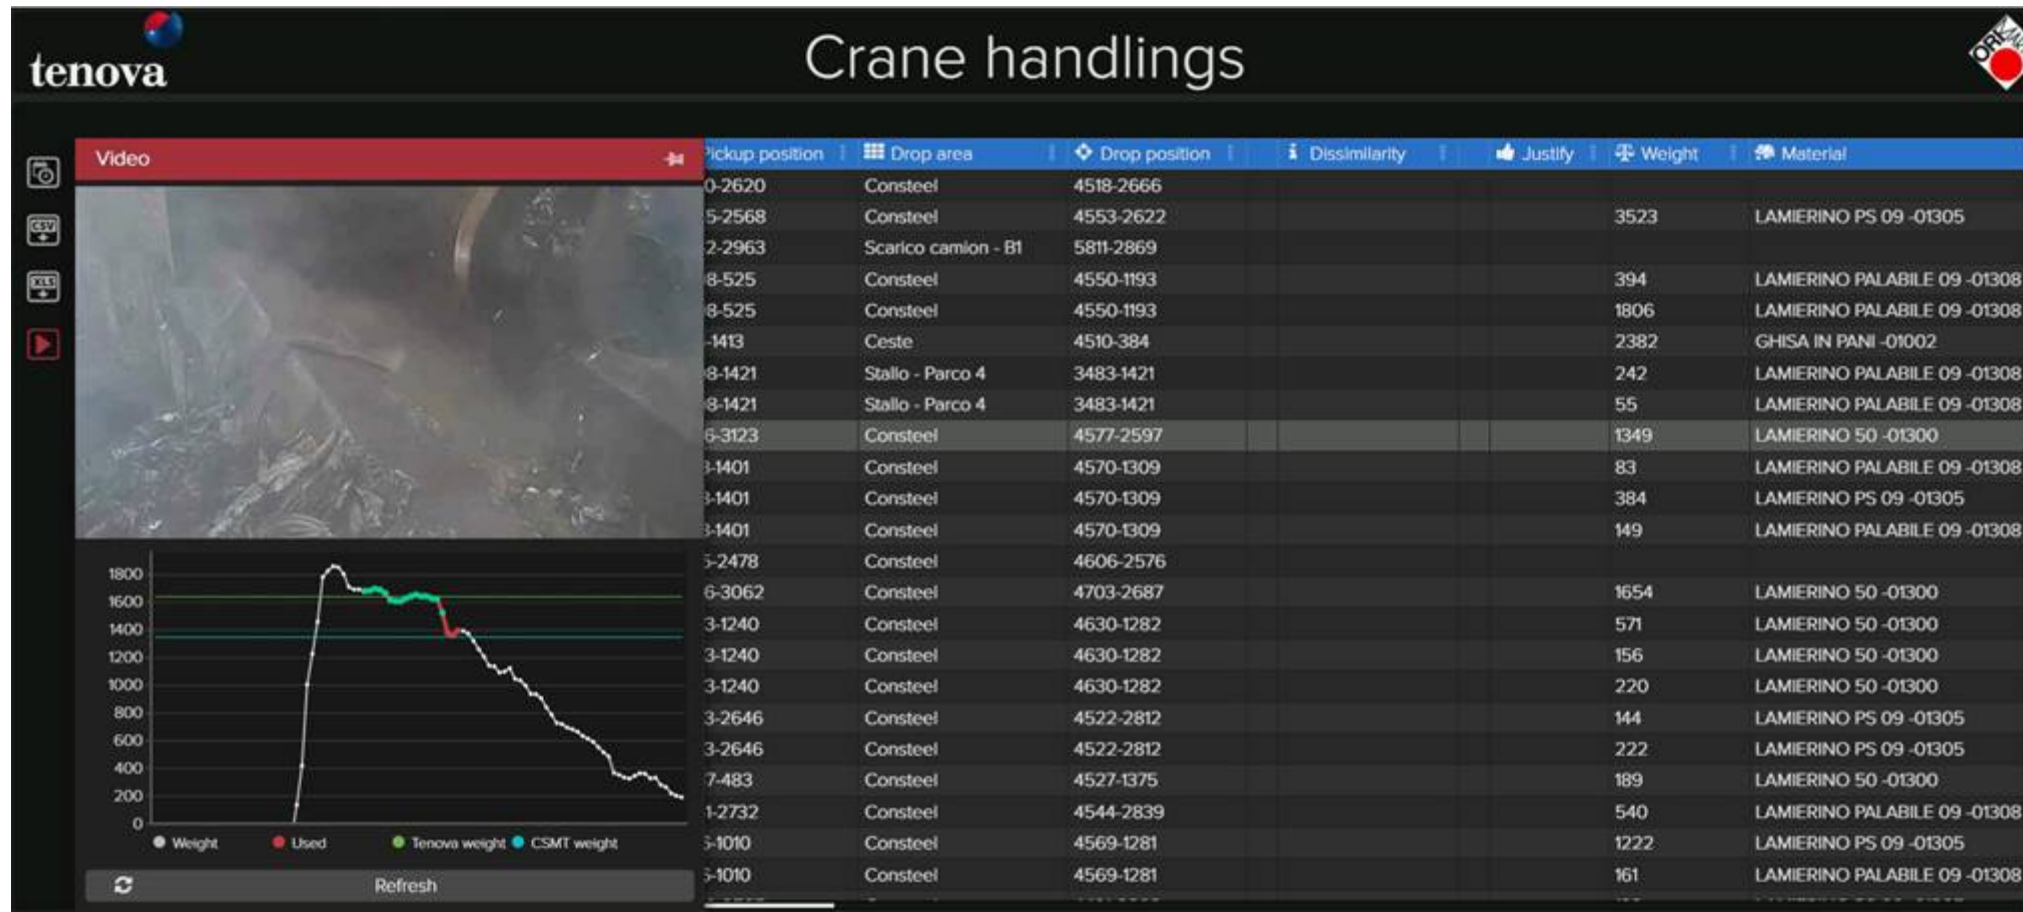 tenova
Crane handlings
ORI
Video
Pickup position Drop area Drop position Dissimilarity Justify Weight Material
0-2620 Consteel 4518-2666
5-2568 Consteel 4553-2622 3523 LAMIERINO PS 09 -01305
2-2963 Scarico camion - B1 5811-2869
8-525 Consteel 4550-1193 394 LAMIERINO PALABILE 09 -01308
8-525 Consteel 4550-1193 1806 LAMIERINO PALABILE 09 -01308
-1413 Ceste 4510-384 2382 GHISA IN PANI -01002
8-1421 Stallo - Parco 4 3483-1421 242 LAMIERINO PALABILE 09 -01308
8-1421 Stallo - Parco 4 3483-1421 55 LAMIERINO PALABILE 09 -01308
6-3123 Consteel 4577-2597 1349 LAMIERINO 50 -01300
3-1401 Consteel 4570-1309 83 LAMIERINO PALABILE 09 -01308
3-1401 Consteel 4570-1309 384 LAMIERINO PS 09 -01305
3-1401 Consteel 4570-1309 149 LAMIERINO PALABILE 09 -01308
5-2478 Consteel 4606-2576
6-3062 Consteel 4703-2687 1654 LAMIERINO 50 -01300
3-1240 Consteel 4630-1282 571 LAMIERINO 50 -01300
3-1240 Consteel 4630-1282 156 LAMIERINO 50 -01300
3-1240 Consteel 4630-1282 220 LAMIERINO 50 -01300
3-2646 Consteel 4522-2812 144 LAMIERINO PS 09 -01305
3-2646 Consteel 4522-2812 222 LAMIERINO PS 09 -01305
7-483 Consteel 4527-1375 189 LAMIERINO 50 -01300
1-2732 Consteel 4544-2839 540 LAMIERINO PALABILE 09 -01308
5-1010 Consteel 4569-1281 1222 LAMIERINO PS 09 -01305
5-1010 Consteel 4569-1281 161 LAMIERINO PALABILE 09 -01308
CSV
XLS
1800
1600
1400
1200
1000
800
600
400
200
0
Weight Used Tenova weight CSMT weight
Refresh